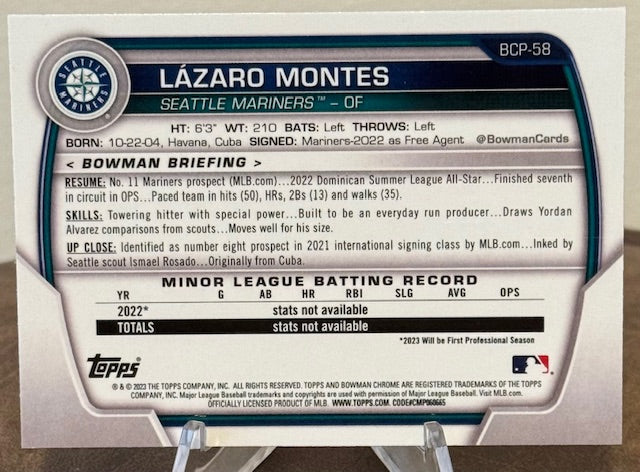 BCP-58
SEATTLE MARINERS
LÁZARO MONTES
SEATTLE MARINERS™ – OF
HT: 6'3" WT: 210 BATS: Left THROWS: Left
BORN: 10-22-04, Havana, Cuba SIGNED: Mariners-2022 as Free Agent @BowmanCards
< BOWMAN BRIEFING >
RESUME: No. 11 Mariners prospect (MLB.com)...2022 Dominican Summer League All-Star...Finished seventh
in circuit in OPS...Paced team in hits (50), HRs, 2Bs (13) and walks (35).
SKILLS: Towering hitter with special power...Built to be an everyday run producer...Draws Yordan
Alvarez comparisons from scouts...Moves well for his size.
UP CLOSE: Identified as number eight prospect in 2021 international signing class by MLB.com...Inked by
Seattle scout Ismael Rosado...Originally from Cuba.
MINOR LEAGUE BATTING RECORD
YR G AB HR RBI SLG AVG OPS
2022* stats not available
TOTALS stats not available
*2023 Will be First Professional Season
Topps
® & © 2023 THE TOPPS COMPANY, INC. ALL RIGHTS RESERVED. TOPPS AND BOWMAN CHROME ARE REGISTERED TRADEMARKS OF THE TOPPS
COMPANY, INC. Major League Baseball trademarks and copyrights are used with permission of Major League Baseball. Visit MLB.com.
OFFICIALLY LICENSED PRODUCT OF MLB. WWW.TOPPS.COM. CODE#CMP068665